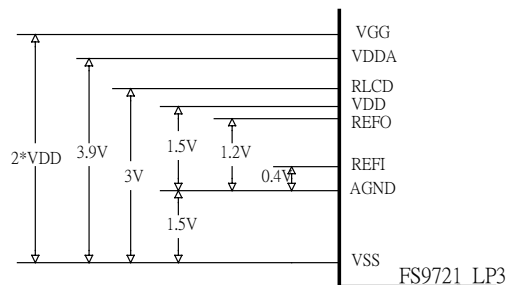 VGG
VDDA
RLCD
VDD
REFO
1.5V
1.2V
2*VDD
3.9V
3V
REFI
0.4V
AGND
1.5V
VSS
FS9721_LP3